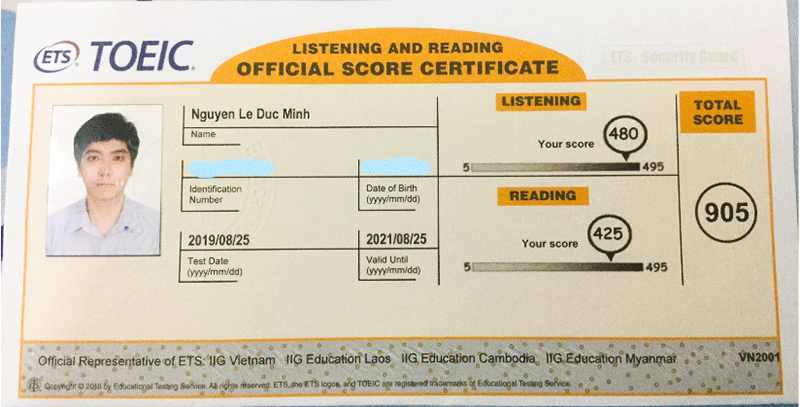 ETS TOEIC
LISTENING AND READING
OFFICIAL SCORE CERTIFICATE
ETS Security Guard
Nguyen Le Duc Minh
Name
Identification
Number
Date of Birth
(yyyy/mm/dd)
2019/08/25
Test Date
(yyyy/mm/dd)
2021/08/25
Valid Until
(yyyy/mm/dd)
LISTENING
Your score
480
5
495
READING
Your score
425
5
495
TOTAL
SCORE
905
Official Representative of ETS: IIG Vietnam IIG Education Laos IIG Education Cambodia IIG Education Myanmar
VN2001
Copyright © 2018 by Educational Testing Service. All rights reserved. ETS, the ETS logos, and TOEIC are registered trademarks of Educational Testing Service.